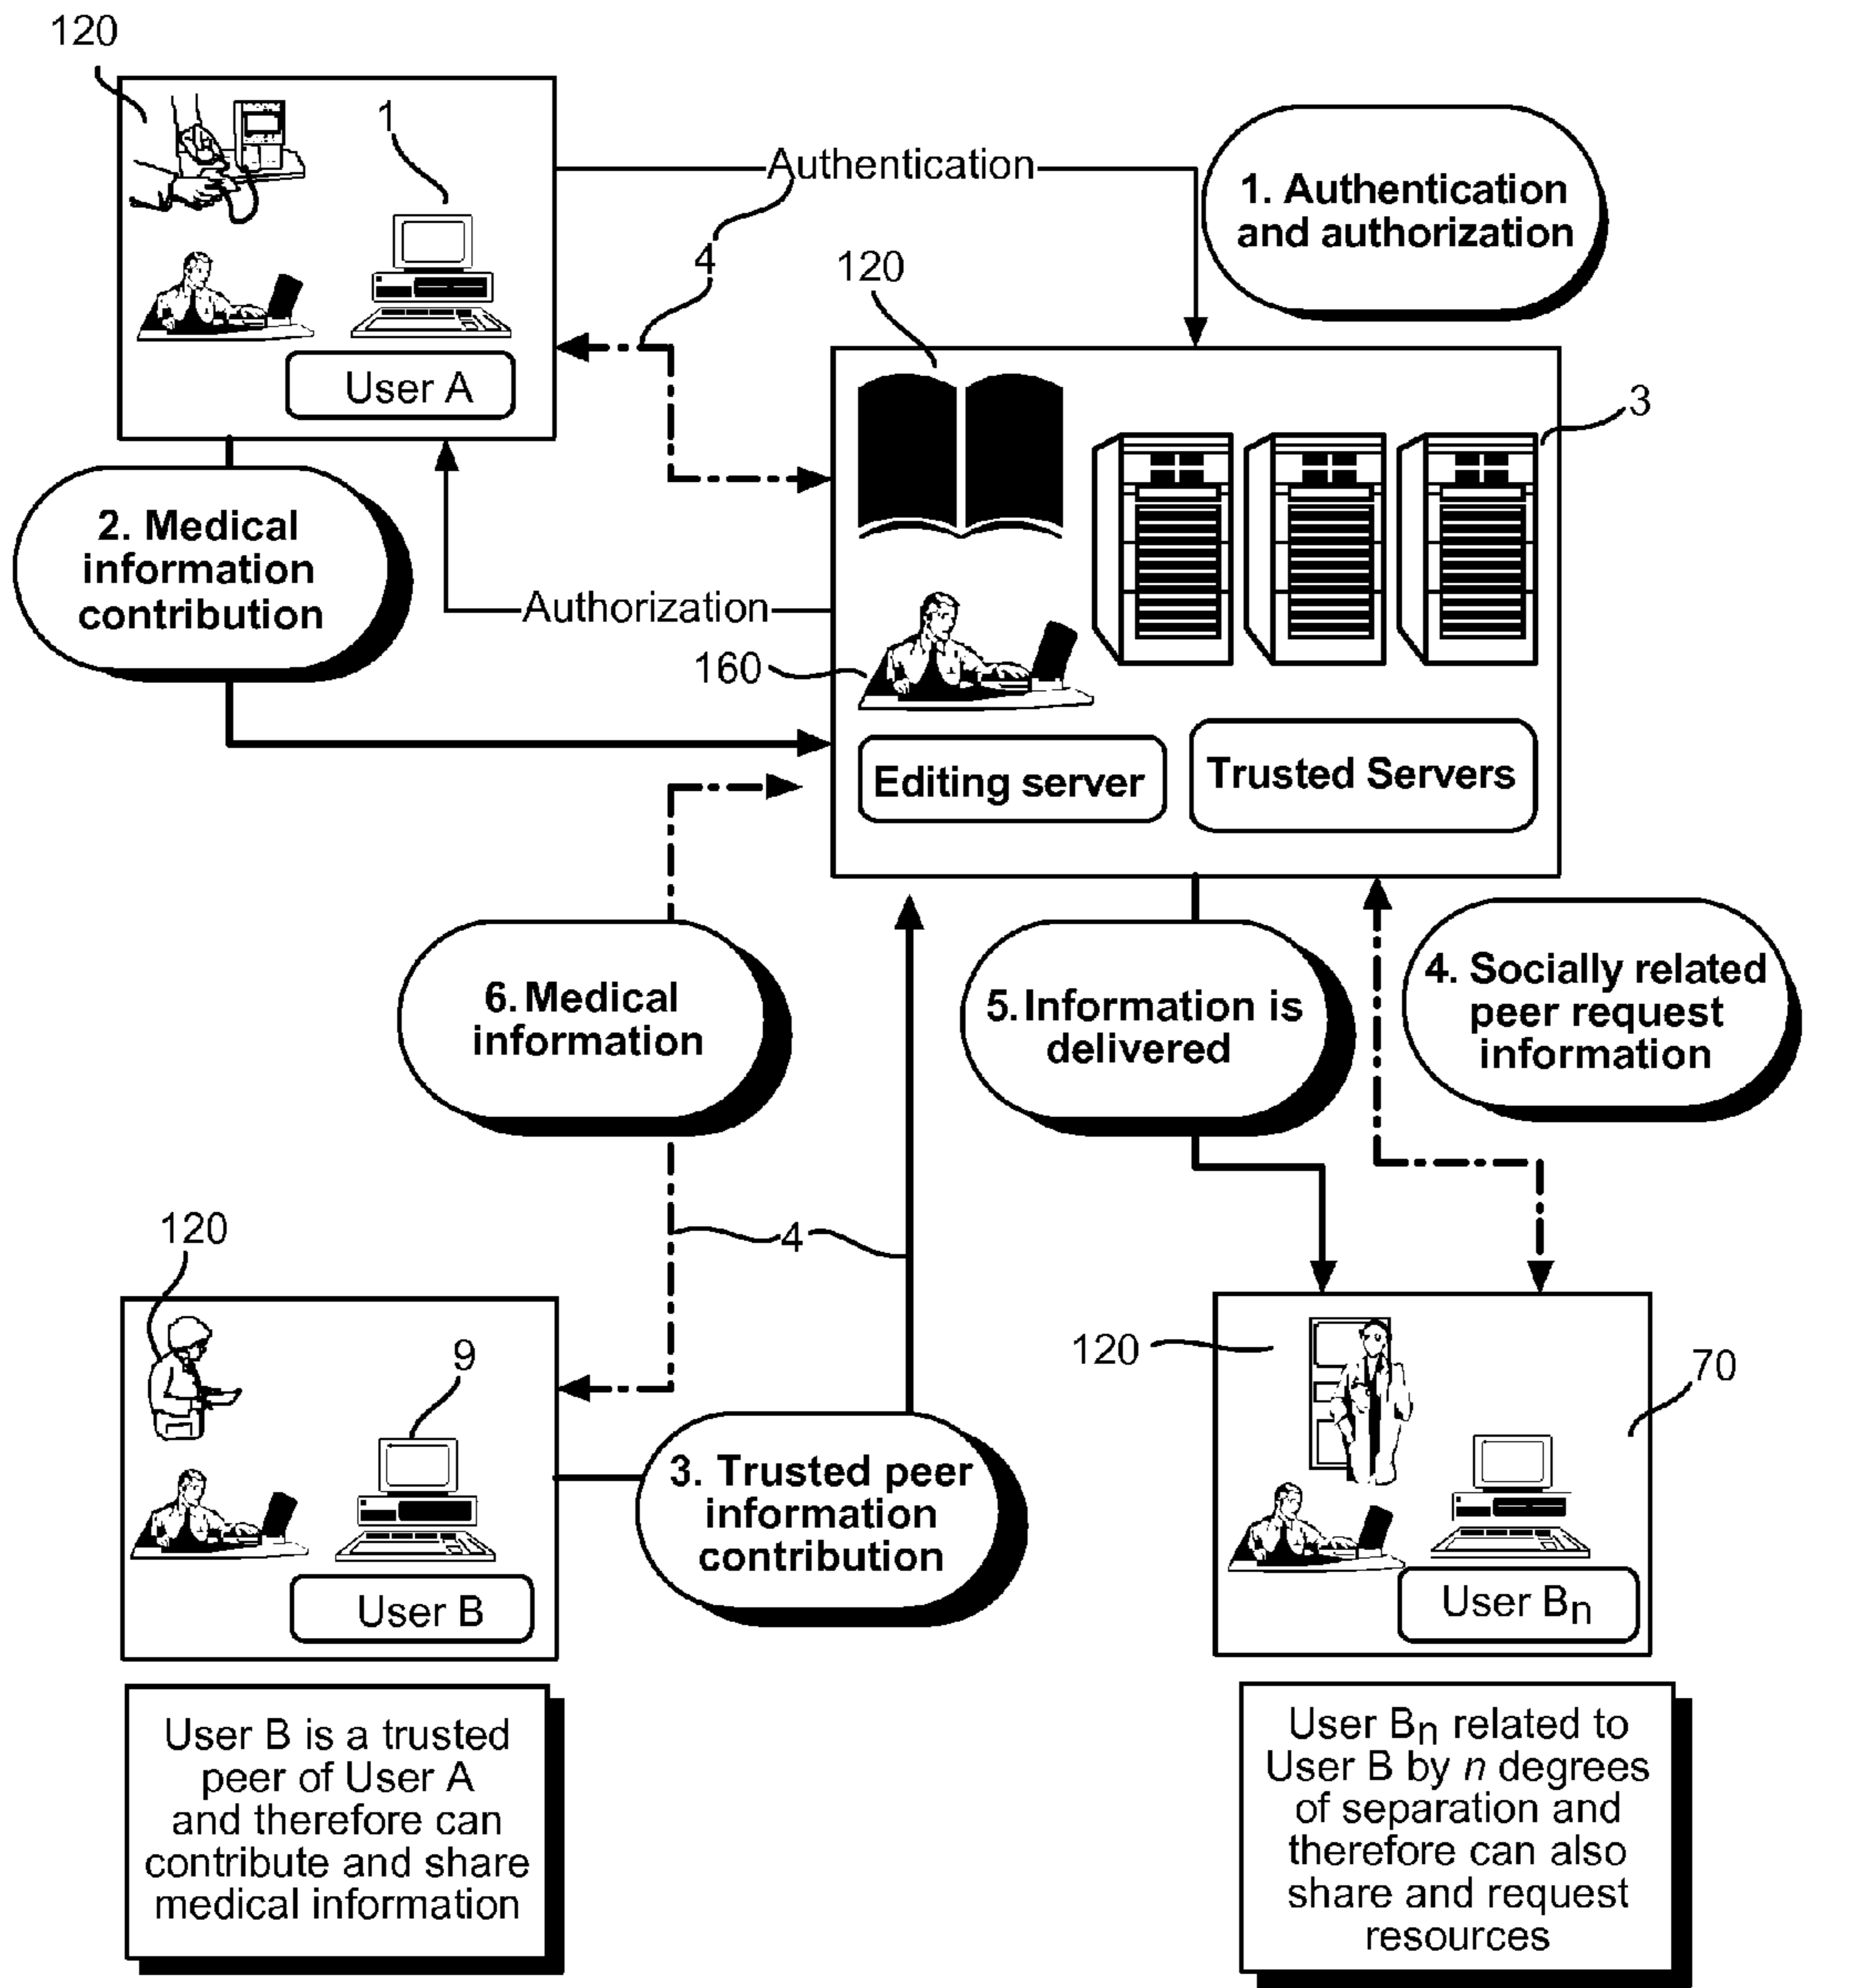 120
1
Authentication
1. Authentication
and authorization
4
120
User A
3
2. Medical
information
contribution
Authorization
160
Editing server
Trusted Servers
6. Medical
information
5. Information is
delivered
4. Socially related
peer request
information
120
4
9
120
70
3. Trusted peer
information
contribution
User B
User Bn
User B is a trusted
peer of User A
and therefore can
contribute and share
medical information
User Bn related to
User B by n degrees
of separation and
therefore can also
share and request
resources